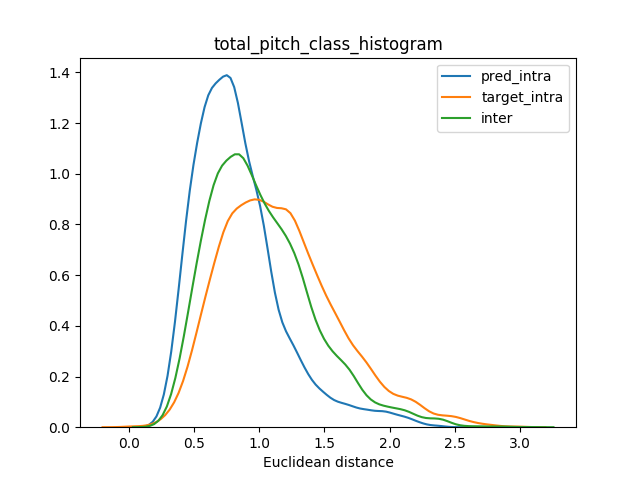 total_pitch_class_histogram
pred_intra
target_intra
inter
1.4
1.2
1.0
0.8
0.6
0.4
0.2
0.0
0.0 0.5 1.0 1.5 2.0 2.5 3.0
Euclidean distance